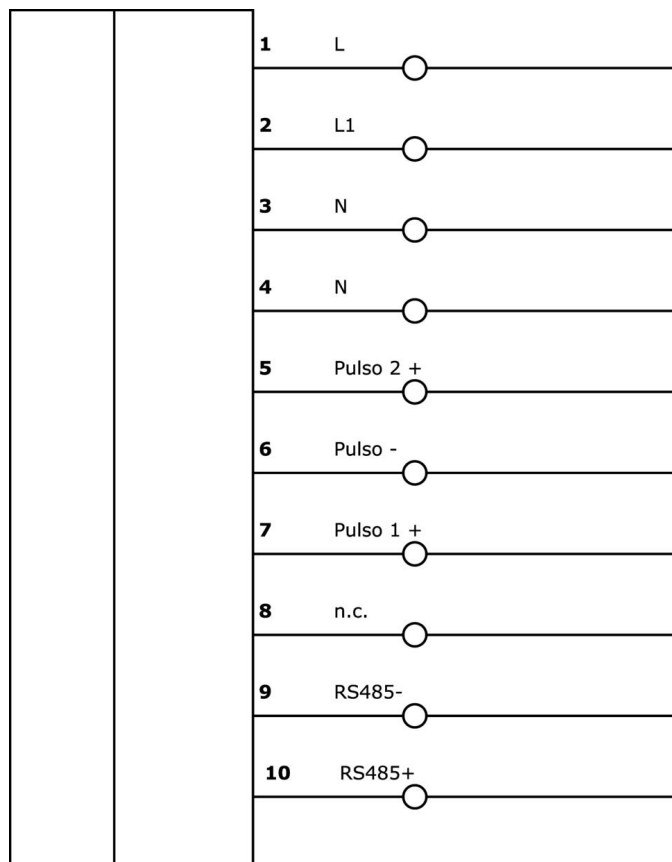 1 L
2 L1
3 N
4 N
5 Pulso 2 +
6 Pulso -
7 Pulso 1 +
8 n.c.
9 RS485-
10 RS485+